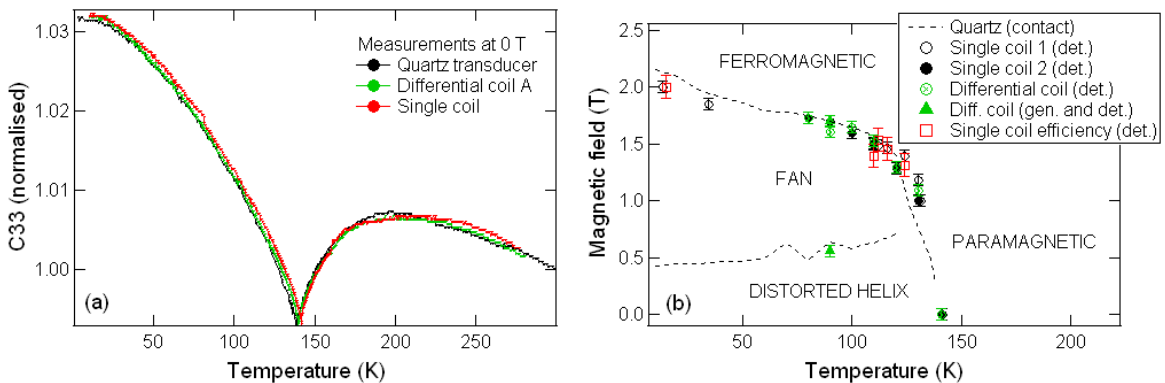 1.03
1.02
1.01
1.00
C33 (normalised)
Measurements at 0 T
Quartz transducer
Differential coil A
Single coil
(a)
50 100 150 200 250
Temperature (K)
2.5
2.0
1.5
1.0
0.5
0.0
Magnetic field (T)
Quartz (contact)
Single coil 1 (det.)
Single coil 2 (det.)
Differential coil (det.)
Diff. coil (gen. and det.)
Single coil efficiency (det.)
FERROMAGNETIC
FAN
PARAMAGNETIC
DISTORTED HELIX
(b)
50 100 150 200
Temperature (K)